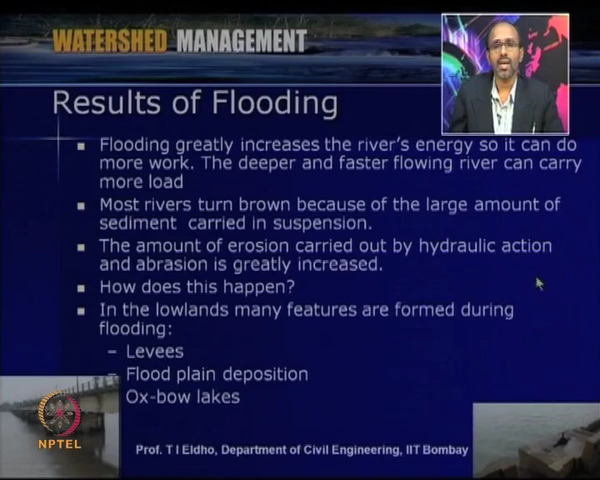 WATERSHED MANAGEMENT
Results of Flooding
Flooding greatly increases the river's energy so it can do
more work. The deeper and faster flowing river can carry
more load
Most rivers turn brown because of the large amount of
sediment carried in suspension.
The amount of erosion carried out by hydraulic action
and abrasion is greatly increased.
How does this happen?
In the lowlands many features are formed during
flooding:
– Levees
– Flood plain deposition
Ox-bow lakes
NPTEL
Prof. T I Eldho, Department of Civil Engineering, IIT Bombay